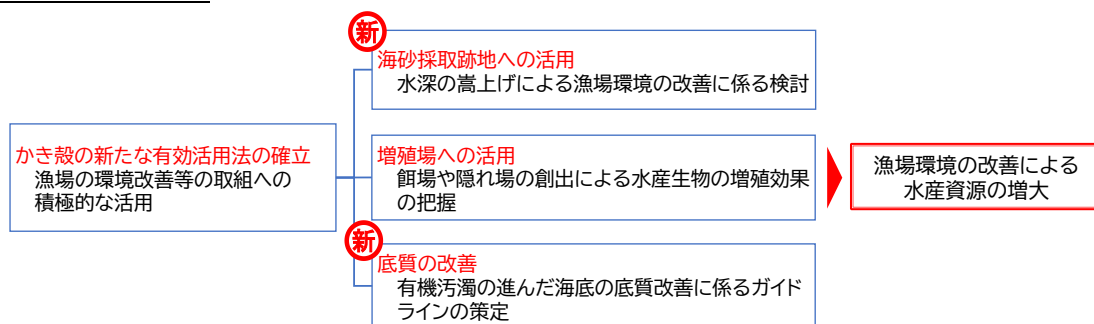 新
海砂採取跡地への活用
水深の嵩上げによる漁場環境の改善に係る検討
かき殻の新たな有効活用法の確立
漁場の環境改善等の取組への
積極的な活用
増殖場への活用
餌場や隠れ場の創出による水産生物の増殖効果
の把握
漁場環境の改善による
水産資源の増大
新
底質の改善
有機汚濁の進んだ海底の底質改善に係るガイド
ラインの策定